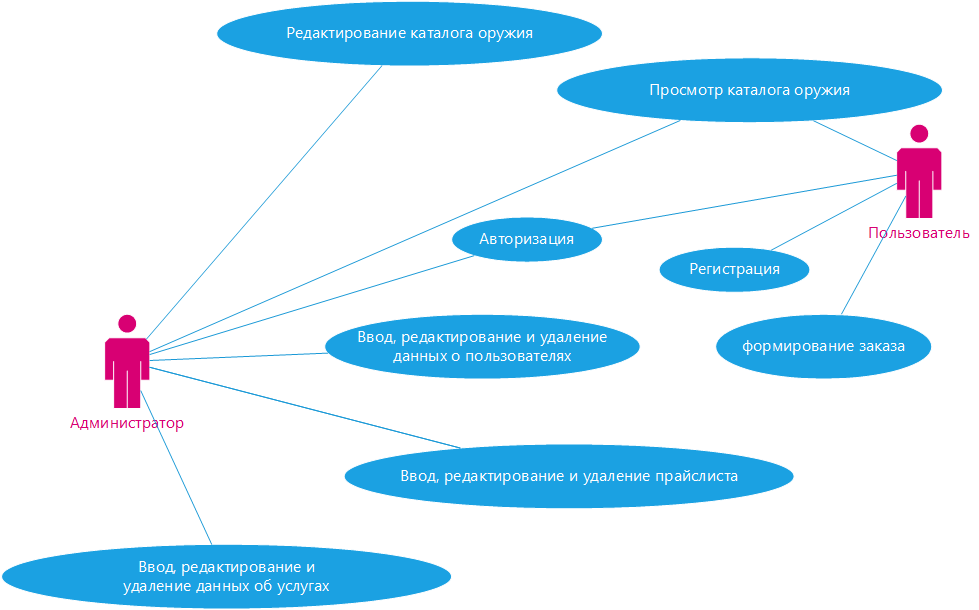 Редактирование каталога оружия
Просмотр каталога оружия
Пользователь
Авторизация
Регистрация
Ввод, редактирование и удаление
данных о пользователях
формирование заказа
Администратор
Ввод, редактирование и удаление прайслиста
Ввод, редактирование и
удаление данных об услугах